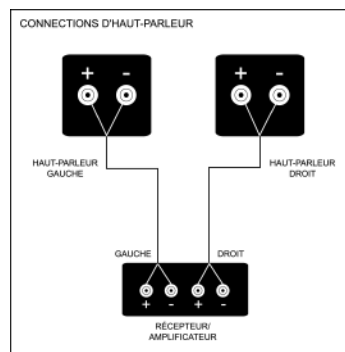 CONNECTIONS D'HAUT-PARLEUR
+ - + -
HAUT-PARLEUR
GAUCHE
HAUT-PARLEUR
DROIT
GAUCHE DROIT
+ - + -
RÉCEPTEUR/
AMPLIFICATEUR